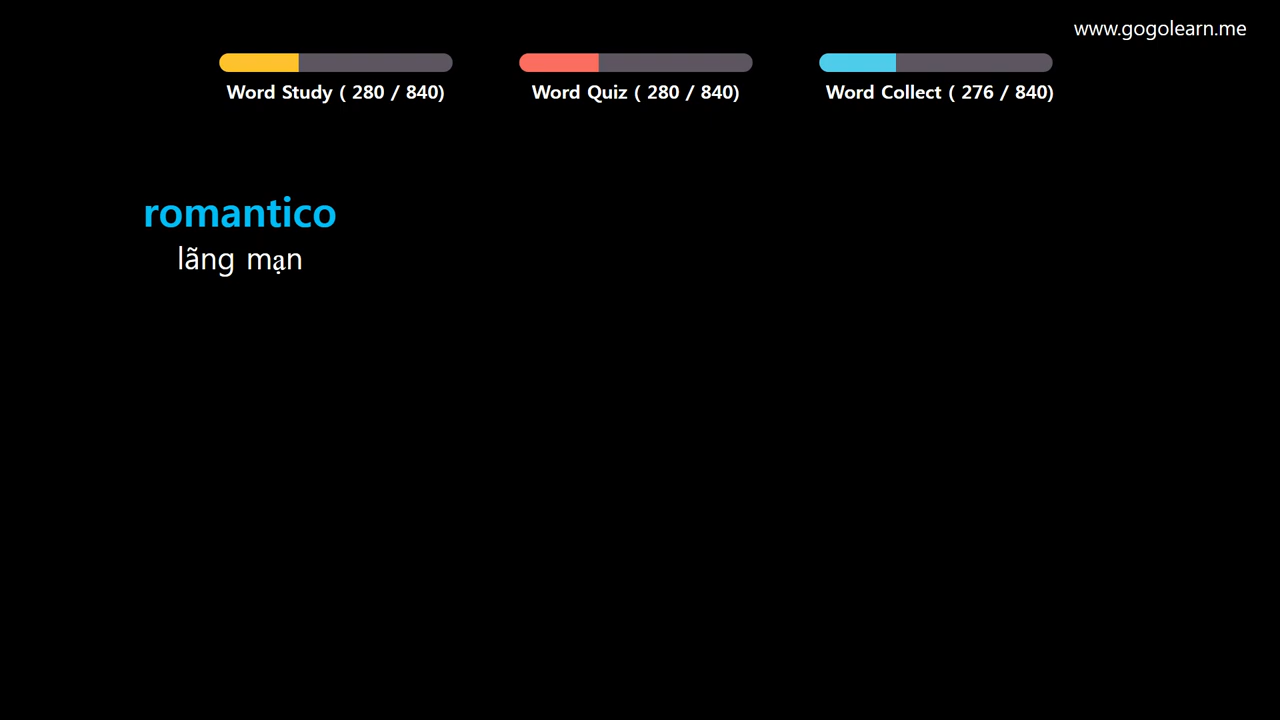 www.gogolearn.me
Word Study ( 280 / 840)
Word Quiz ( 280 / 840)
Word Collect ( 276 / 840)
romantico
lãng mạn